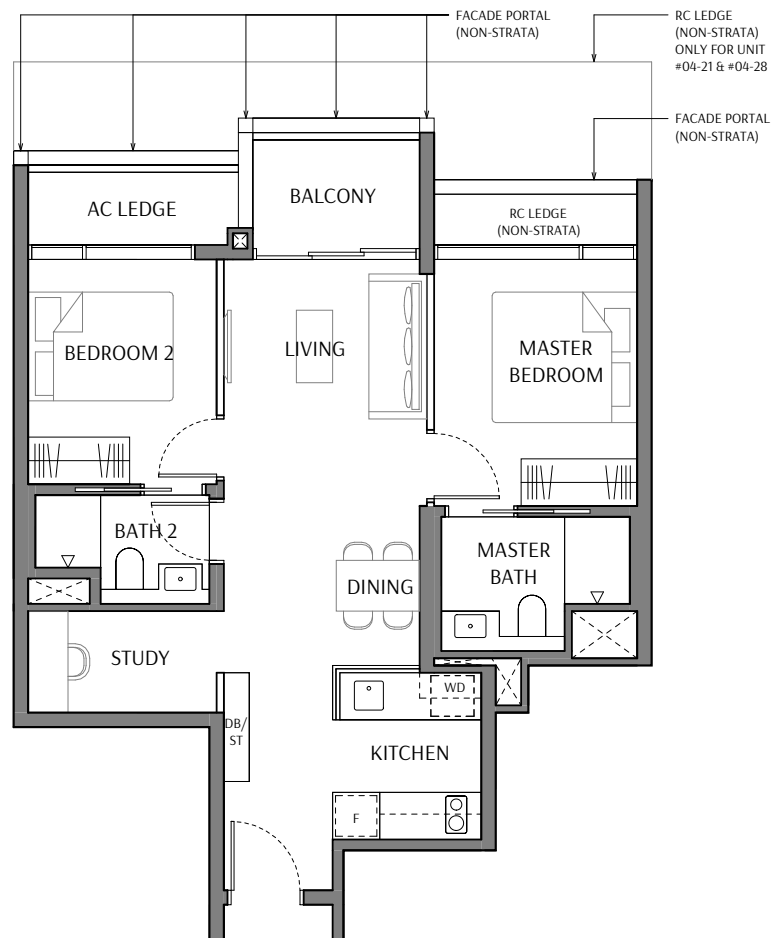 FACADE PORTAL
(NON-STRATA)
RC LEDGE
(NON-STRATA)
ONLY FOR UNIT
#04-21 & #04-28
FACADE PORTAL
(NON-STRATA)
AC LEDGE
BALCONY
RC LEDGE
(NON-STRATA)
BEDROOM 2
LIVING
MASTER
BEDROOM
BATH 2
MASTER
BATH
DINING
STUDY
WD
DB/
ST
KITCHEN
F